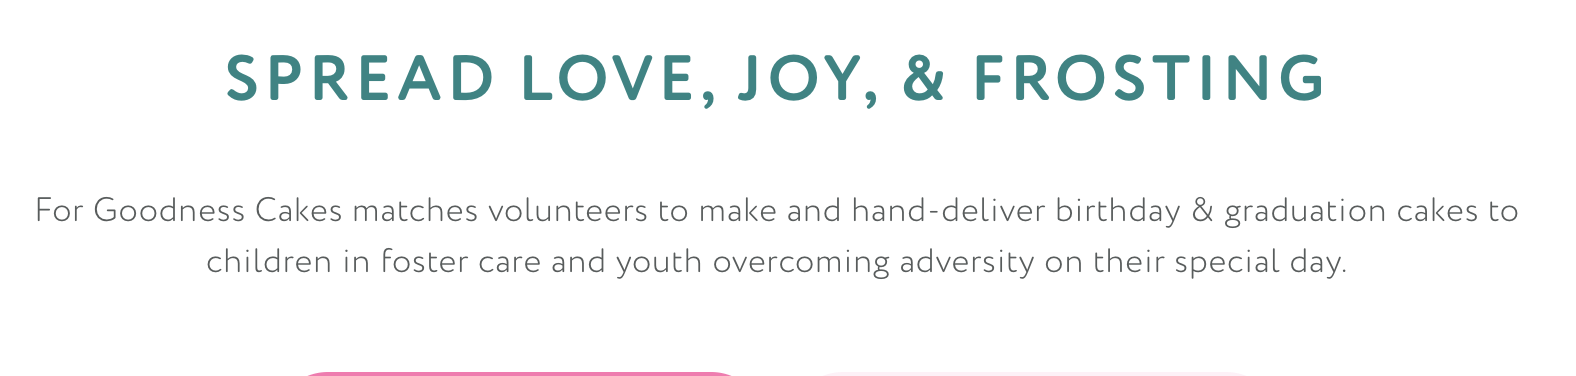 SPREAD LOVE, JOY, & FROSTING
For Goodness Cakes matches volunteers to make and hand-deliver birthday & graduation cakes to
children in foster care and youth overcoming adversity on their special day.